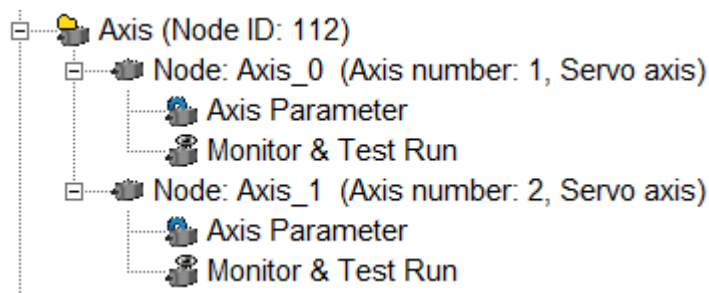 Axis (Node ID: 112)
Node: Axis_0 (Axis number: 1, Servo axis)
Axis Parameter
Monitor & Test Run
Node: Axis_1 (Axis number: 2, Servo axis)
Axis Parameter
Monitor & Test Run